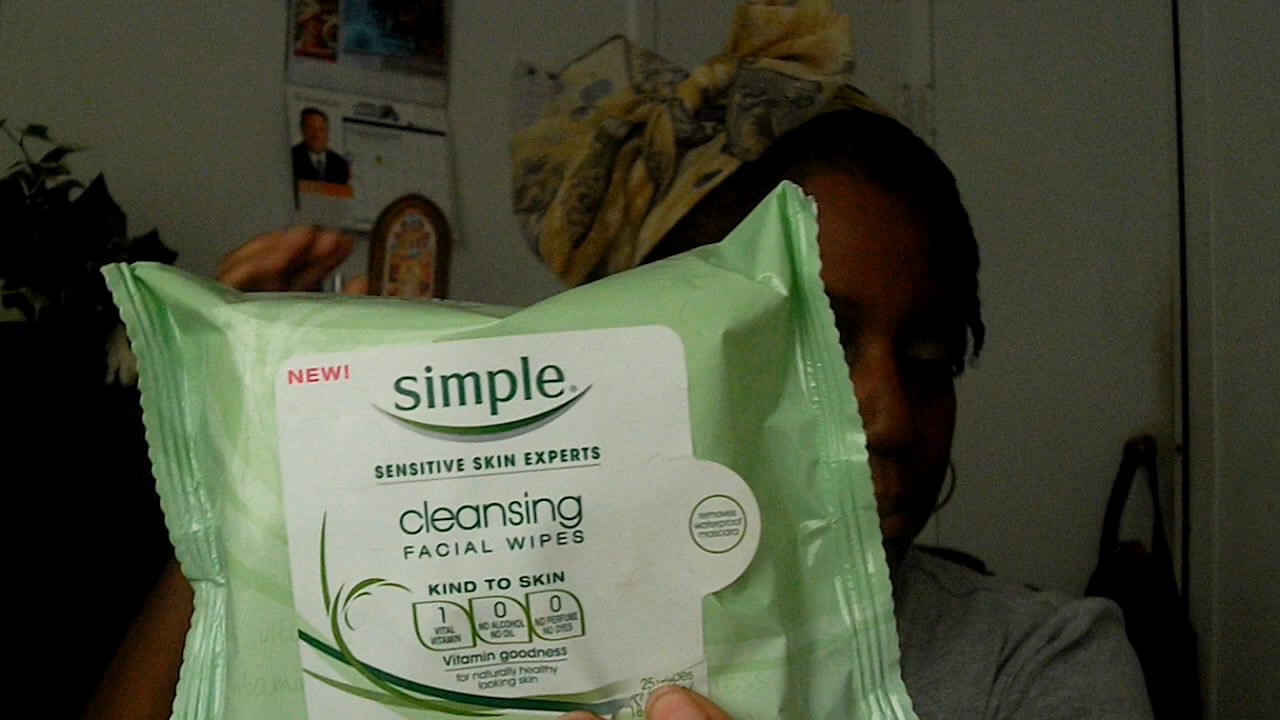 NEW!
simple®
SENSITIVE SKIN EXPERTS
cleansing
FACIAL WIPES
removes
waterproof
mascara
KIND TO SKIN
1
VITAL
VITAMIN
0
NO ALCOHOL
NO OIL
0
NO PERFUME
NO DYES
Vitamin goodness
for naturally healthy
looking skin
25 wipes